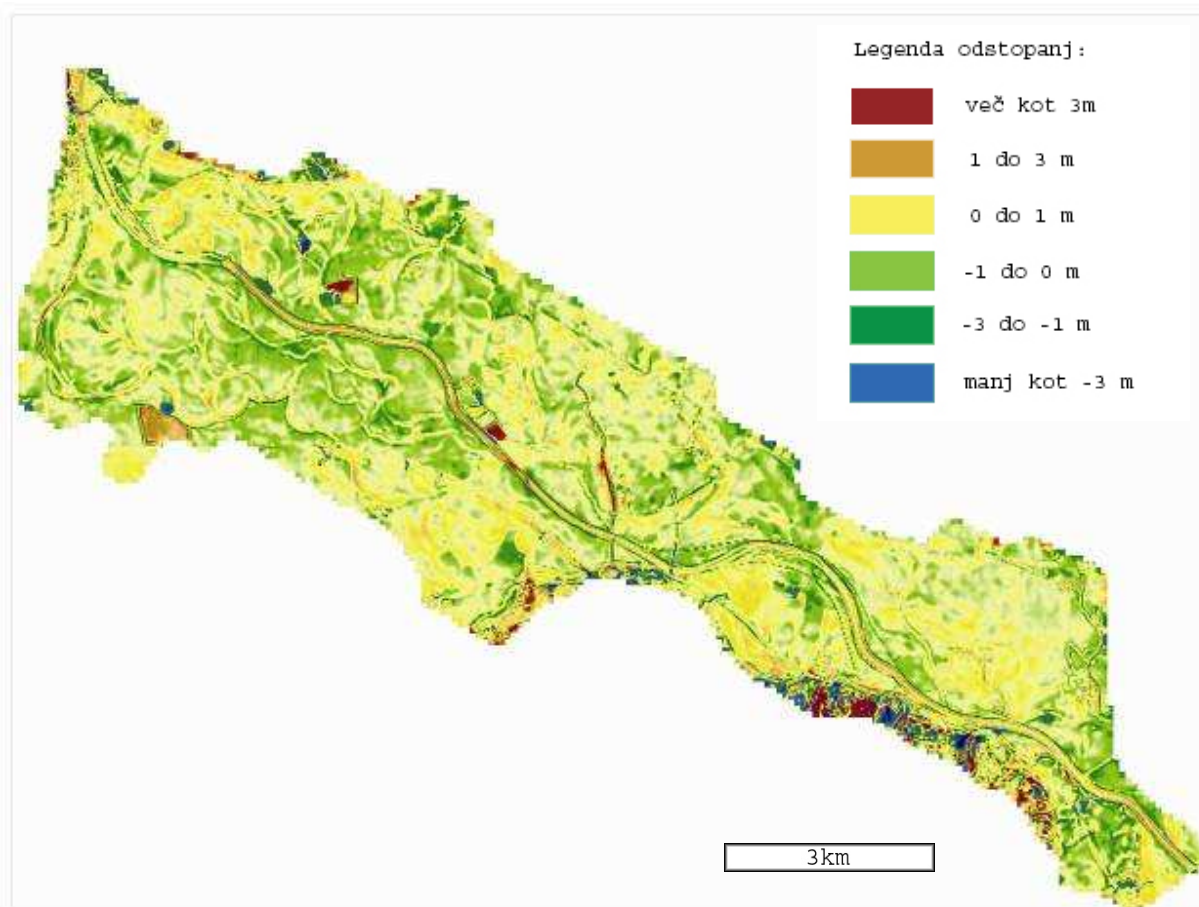 Legenda odstopanj:
več kot 3m
1 do 3 m
0 do 1 m
-1 do 0 m
-3 do -1 m
manj kot -3 m
3km